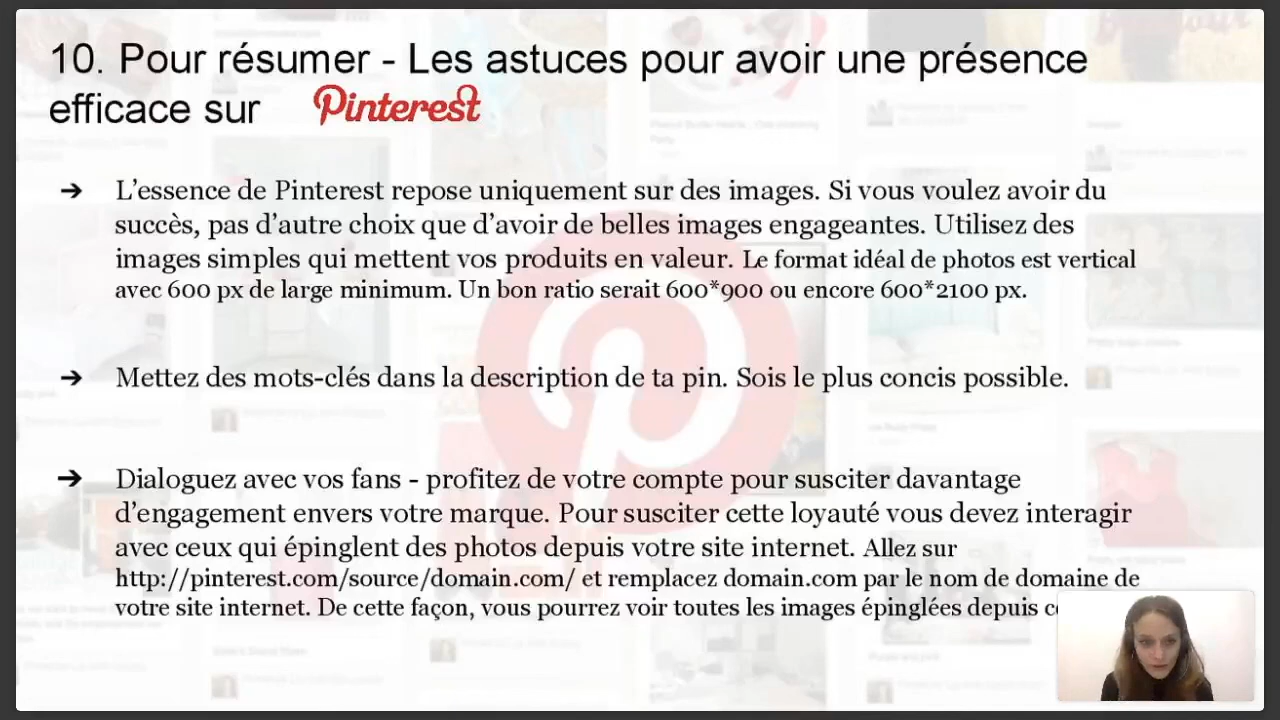 10. Pour résumer - Les astuces pour avoir une présence
efficace sur Pinterest
➔ L'essence de Pinterest repose uniquement sur des images. Si vous voulez avoir du
succès, pas d'autre choix que d'avoir de belles images engageantes. Utilisez des
images simples qui mettent vos produits en valeur. Le format idéal de photos est vertical
avec 600 px de large minimum. Un bon ratio serait 600*900 ou encore 600*2100 px.
➔ Mettez des mots-clés dans la description de ta pin. Sois le plus concis possible.
➔ Dialoguez avec vos fans - profitez de votre compte pour susciter davantage
d'engagement envers votre marque. Pour susciter cette loyauté vous devez interagir
avec ceux qui épinglent des photos depuis votre site internet. Allez sur
http://pinterest.com/source/domain.com/ et remplacez domain.com par le nom de domaine de
votre site internet. De cette façon, vous pourrez voir toutes les images épinglées depuis